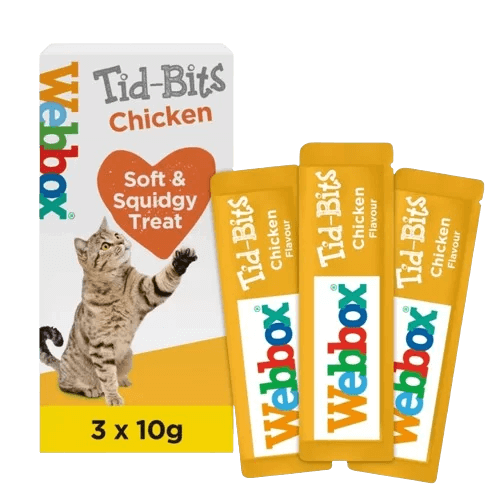 Webbox®
Tid-Bits
Chicken
Soft &
Squidgy
Treat
3 x 10g
Tid-Bits
Chicken
Flavour
Webbox®
Tid-Bits
Chicken
Flavour
Webbox®
Tid-Bits
Chicken
Flavour
Webbox®